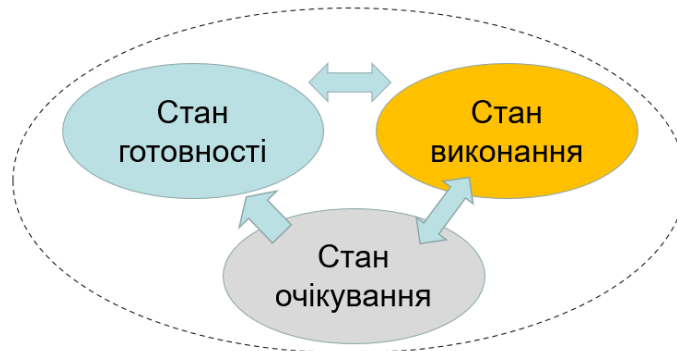 Стан
готовності
Стан
виконання
Стан
очікування